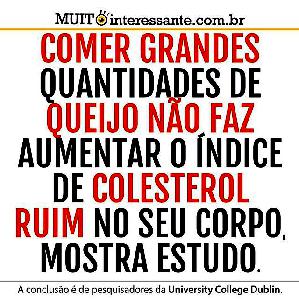 MUITOinteressante.com.br
COMER GRANDES
QUANTIDADES DE
QUEIJO NÃO FAZ
AUMENTAR O ÍNDICE
DE COLESTEROL
RUIM NO SEU CORPO,
MOSTRA ESTUDO.
A conclusão é de pesquisadores da University College Dublin.